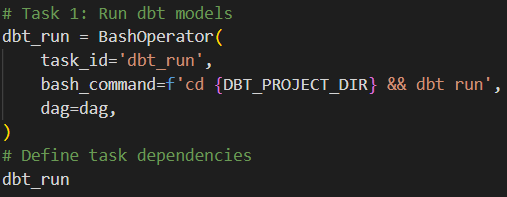 # Task 1: Run dbt models
dbt_run = BashOperator(
    task_id='dbt_run',
    bash_command=f'cd {DBT_PROJECT_DIR} && dbt run',
    dag=dag,
)
# Define task dependencies
dbt_run